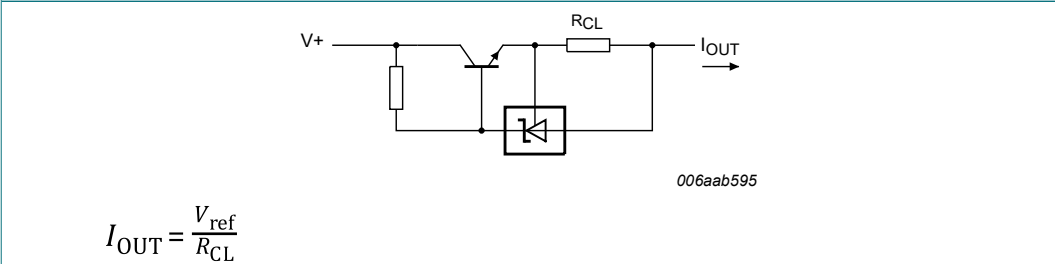 V+
RCL
IOUT
006aab595
IOUT = Vref / RCL